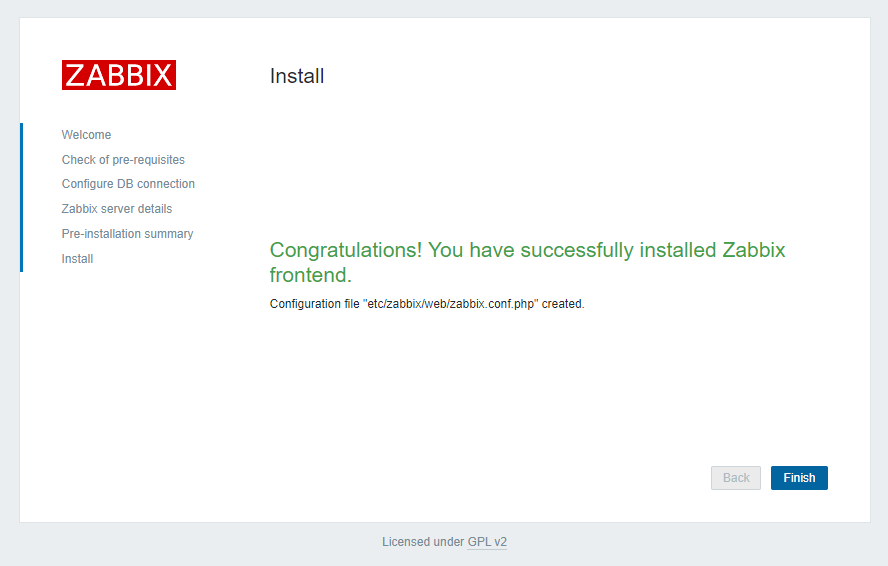 ZABBIX
Install
Welcome
Check of pre-requisites
Configure DB connection
Zabbix server details
Pre-installation summary
Install
Congratulations! You have successfully installed Zabbix
frontend.
Configuration file "etc/zabbix/web/zabbix.conf.php" created.
Back
Finish
Licensed under GPL v2